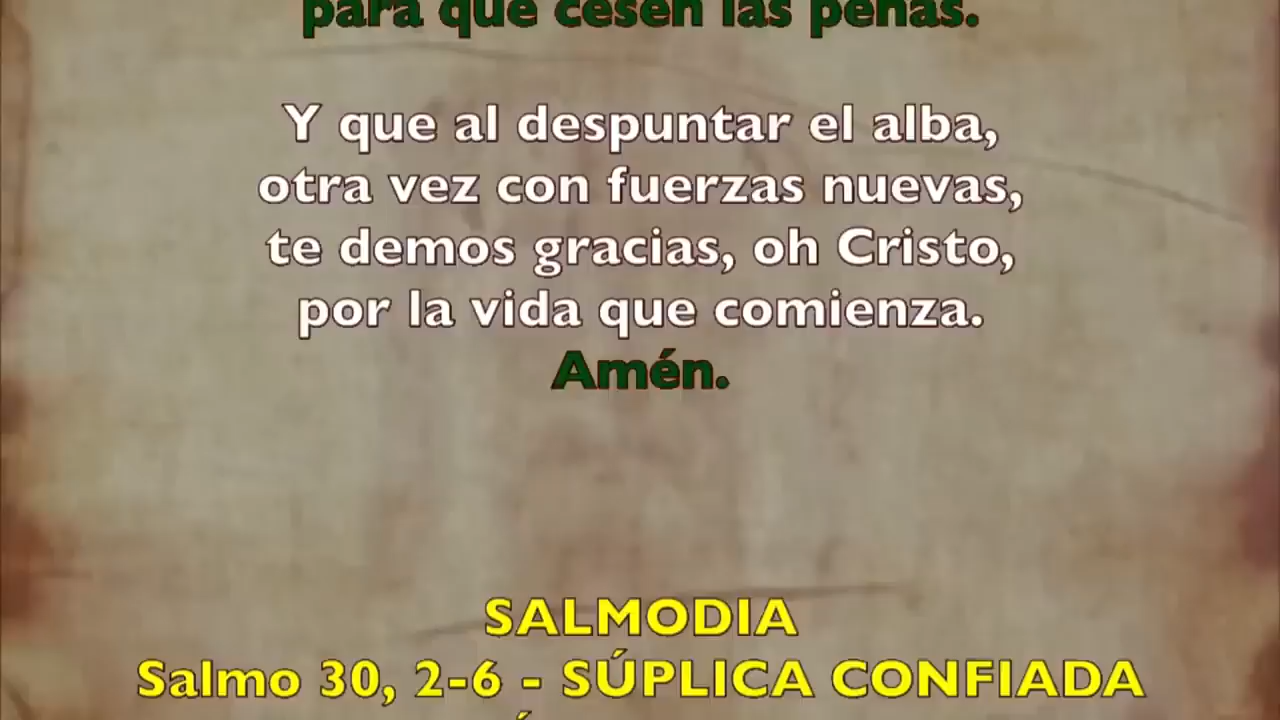 para que cesen las penas.
Y que al despuntar el alba,
otra vez con fuerzas nuevas,
te demos gracias, oh Cristo,
por la vida que comienza.
Amén.
SALMODIA
Salmo 30, 2-6 - SÚPLICA CONFIADA